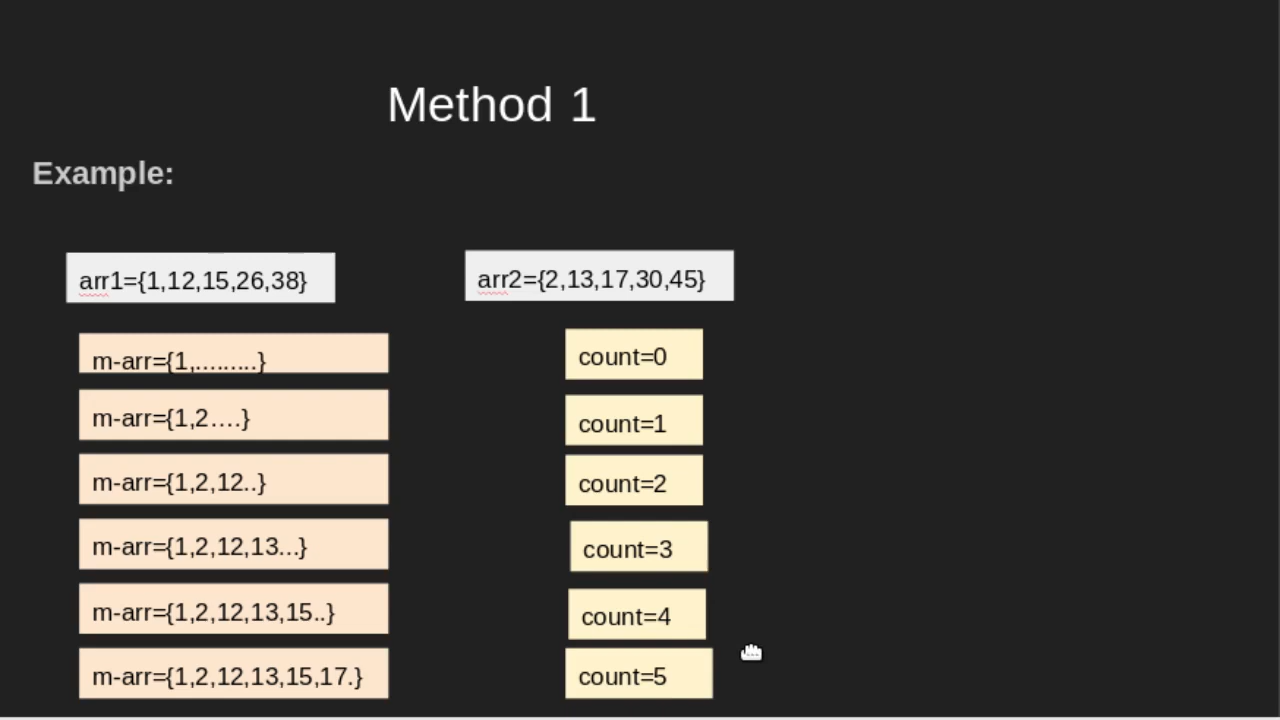 Method 1
Example:
arr1={1,12,15,26,38}
arr2={2,13,17,30,45}
m-arr={1,.........}
count=0
m-arr={1,2….}
count=1
m-arr={1,2,12..}
count=2
m-arr={1,2,12,13...}
count=3
m-arr={1,2,12,13,15..}
count=4
m-arr={1,2,12,13,15,17.}
count=5